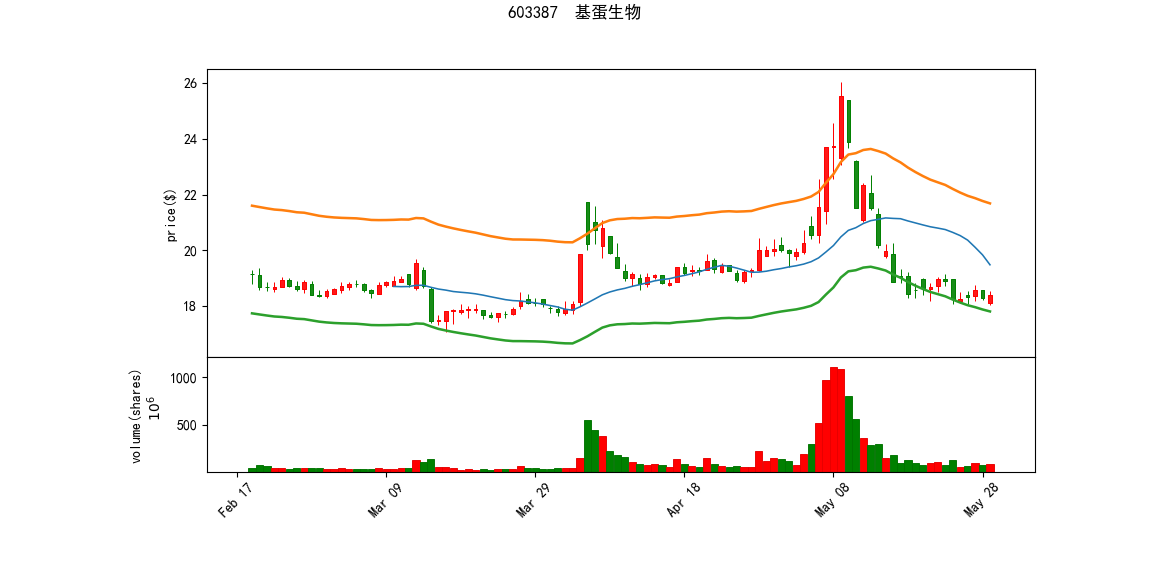 603387 基蛋生物
26
24
22
20
18
price($)
1000
500
volume(shares)
10^6
Feb 17
Mar 09
Mar 29
Apr 18
May 08
May 28